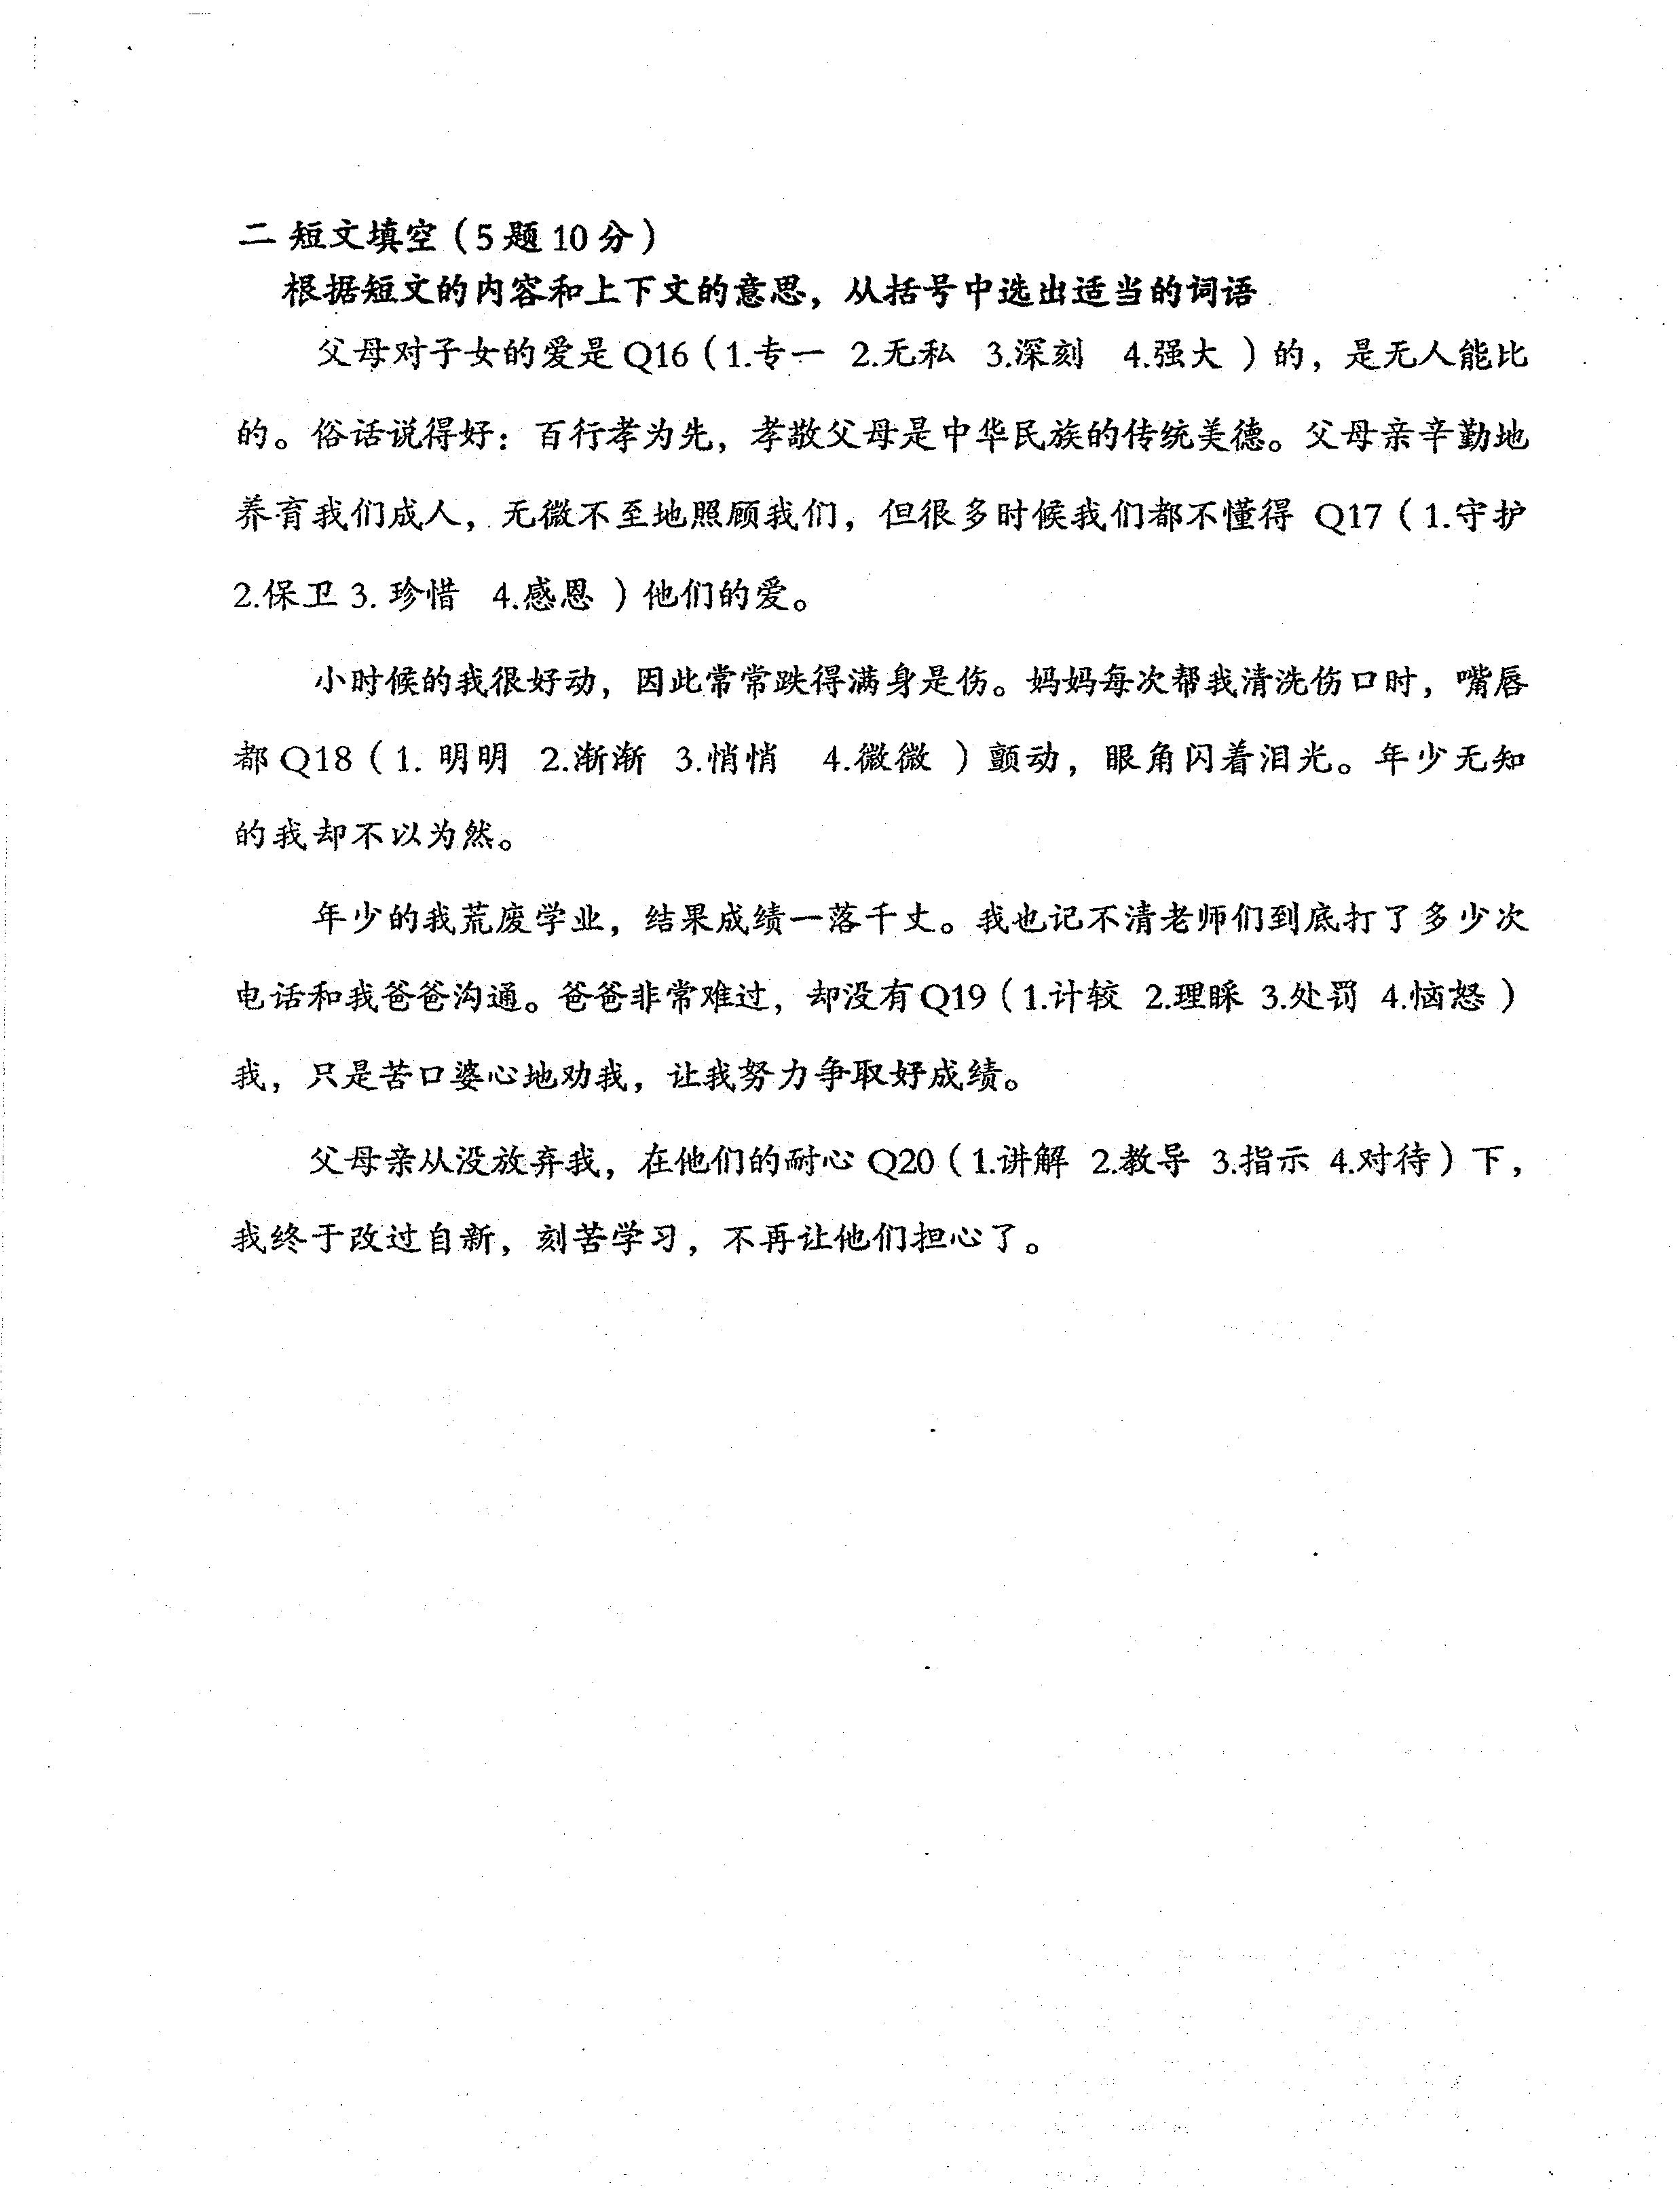 二 短文填空（5题10分）
根据短文的内容和上下文的意思，从括号中选出适当的词语
父母对子女的爱是Q16（1.专一 2.无私 3.深刻 4.强大 ）的，是无人能比
的。俗话说得好：百行孝为先，孝敬父母是中华民族的传统美德。父母亲辛勤地
养育我们成人，无微不至地照顾我们，但很多时候我们都不懂得 Q17（1.守护
2.保卫 3. 珍惜 4.感恩 ）他们的爱。
小时候的我很好动，因此常常跌得满身是伤。妈妈每次帮我清洗伤口时，嘴唇
都Q18（1. 明明 2.渐渐 3.悄悄 4.微微 ）颤动，眼角闪着泪光。年少无知
的我却不以为然。
年少的我荒废学业，结果成绩一落千丈。我也记不清老师们到底打了多少次
电话和我爸爸沟通。爸爸非常难过，却没有Q19（1.计较 2.理睬 3.处罚 4.恼怒 ）
我，只是苦口婆心地劝我，让我努力争取好成绩。
父母亲从没放弃我，在他们的耐心 Q20（1.讲解 2.教导 3.指示 4.对待）下，
我终于改过自新，刻苦学习，不再让他们担心了。